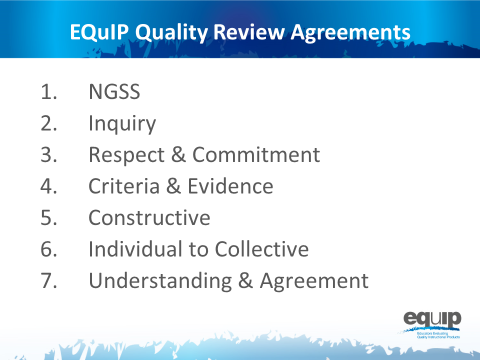 EQuIP Quality Review Agreements
1. NGSS
2. Inquiry
3. Respect & Commitment
4. Criteria & Evidence
5. Constructive
6. Individual to Collective
7. Understanding & Agreement
equip
Educators Evaluating
Quality Instructional Products